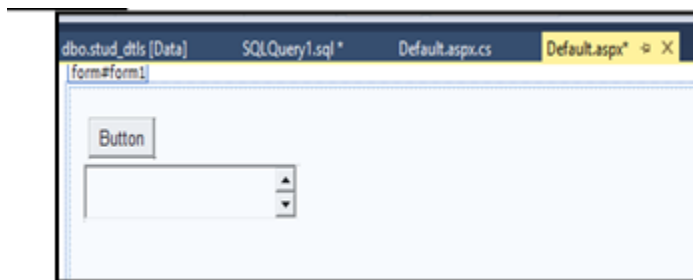 dbo.stud_dtls [Data] SQLQuery1.sql* Default.aspx.cs Default.aspx*
form#form1
Button